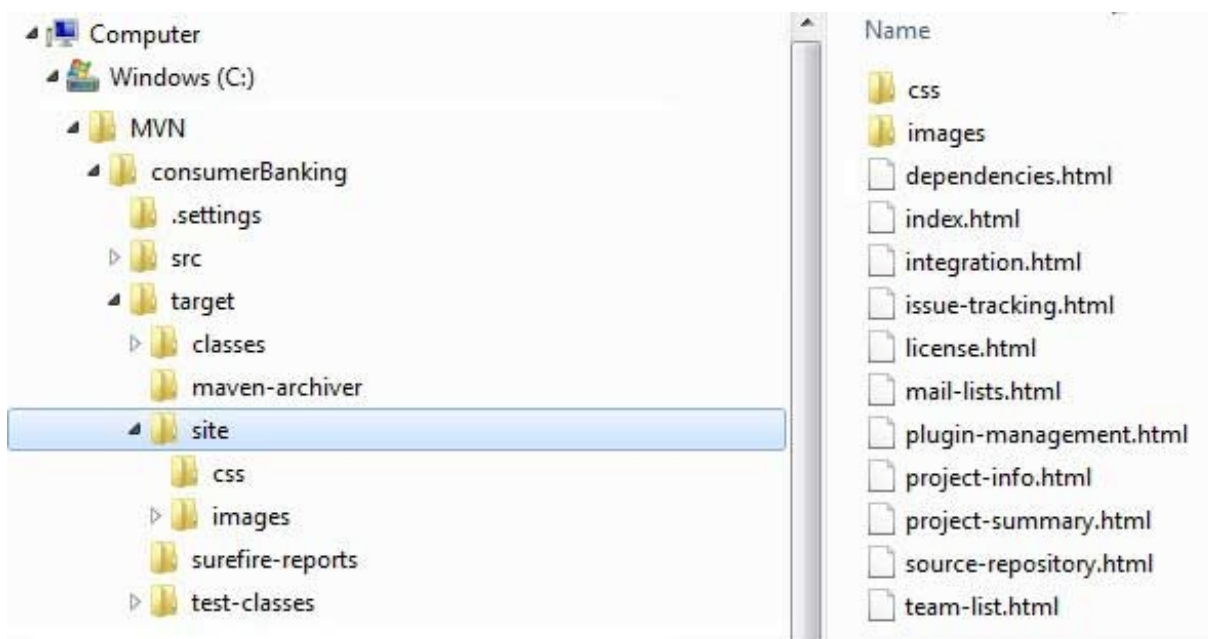 Computer
Windows (C:)
MVN
consumerBanking
.settings
src
target
classes
maven-archiver
site
css
images
surefire-reports
test-classes
Name
css
images
dependencies.html
index.html
integration.html
issue-tracking.html
license.html
mail-lists.html
plugin-management.html
project-info.html
project-summary.html
source-repository.html
team-list.html